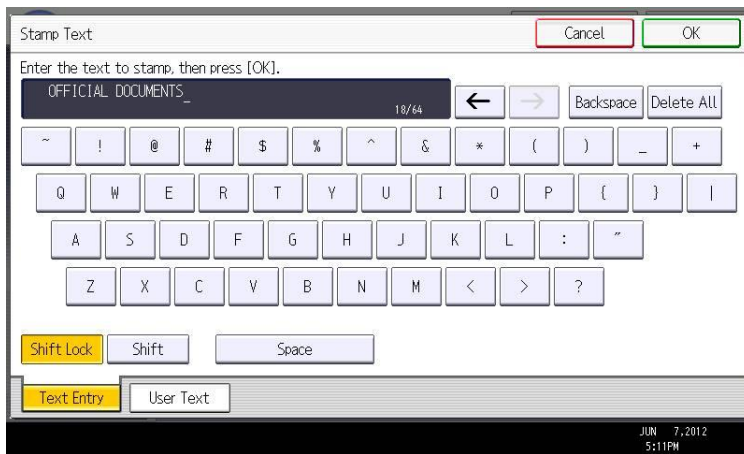 Stamp Text Cancel OK
Enter the text to stamp, then press [OK].
OFFICIAL DOCUMENTS_
18/64 ← → Backspace Delete All
~ ! @ # $ % ^ & * ( ) _ +
Q W E R T Y U I O P { } |
A S D F G H J K L : "
Z X C V B N M < > ?
Shift Lock Shift Space
Text Entry User Text
JUN 7,2012
5:11PM